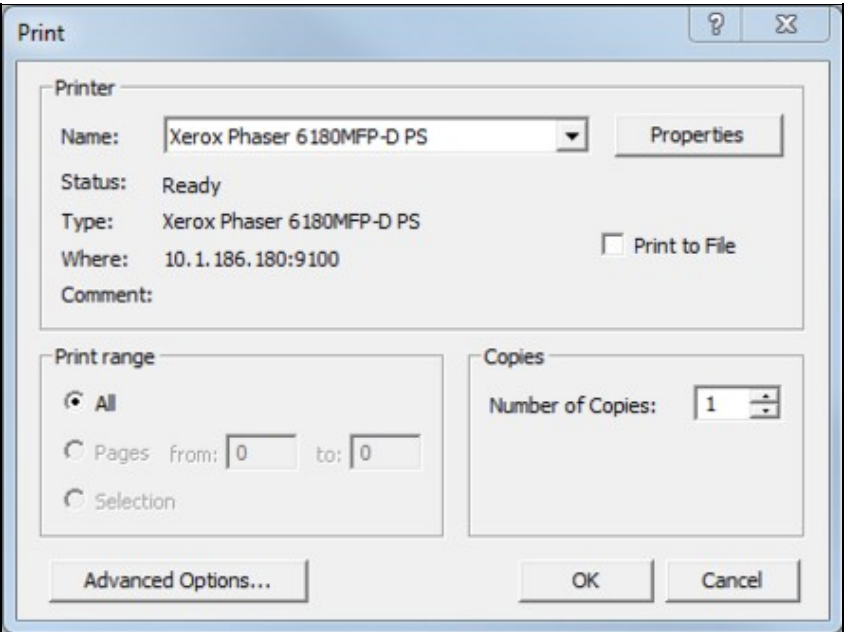 Print
Printer
Name: Xerox Phaser 6180MFP-D PS Properties
Status: Ready
Type: Xerox Phaser 6180MFP-D PS
Where: 10.1.186.180:9100 Print to File
Comment:
Print range
All
Pages from: 0 to: 0
Selection
Copies
Number of Copies: 1
Advanced Options... OK Cancel